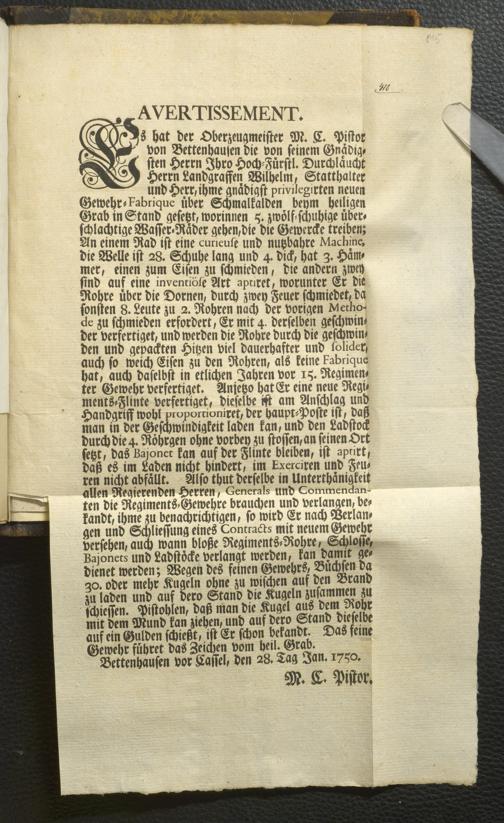 410
AVERTISSEMENT.
Es hat der Oberzeugmeister M. C. Pistor
von Bettenhausen die von seinem Gnädig-
sten Herrn Ihro Hoch-Fürstl. Durchläucht
Herrn Landgraffen Wilhelm, Statthalter
und Herr, ihme gnädigst privilegirten neuen
Gewehr-Fabrique über Schmalkalden beym heiligen
Grab in Stand gesetzt, worinnen 5. zwölf-schuhige über-
schlachtige Wasser-Räder gehen, die die Gewercke treiben;
An einem Rad ist eine curieuse und nutzbahre Machine,
die Welle ist 28. Schuhe lang und 4. dick, hat 3. Häm-
mer, einen zum Eisen zu schmieden, die andern zwey
sind auf eine inventiöse Art aptiret, worunter Er die
Rohre über die Dornen, durch zwey Feuer schmiedet, da
sonsten 8. Leute zu 2. Rohren nach der vorigen Metho-
de zu schmieden erfordert, Er mit 4. derselben geschwin-
der verfertiget, und werden die Rohre durch die geschwin-
den und gepackten Hitzen viel dauerhafter und solider,
auch so weich Eisen zu den Rohren, als keine Fabrique
hat, auch daselbst in etlichen Jahren vor 15. Regimen-
ter Gewehr verfertiget. Anjetzo hat Er eine neue Regi-
ments-Flinte verfertiget, dieselbe ist am Anschlag und
Handgriff wohl proportioniret, der haupt-Poste ist, daß
man in der Geschwindigkeit laden kan, und den Ladstock
durch die 4. Röhrgen ohne vorbey zu stossen, an seinen Ort
setzt, das Bajonet kan auf der Flinte bleiben, ist aptirt,
daß es im Laden nicht hindert, im Exerciren und Feu-
ren nicht abfällt. Also thut derselbe in Unterthänigkeit
allen Regierenden Herren, Generals und Commendan-
ten die Regiments-Gewehre brauchen und verlangen, be-
kandt, ihme zu benachrichtigen, so wird Er nach Verlan-
gen und Schliessung eines Contracts mit neuem Gewehr
versehen, auch wann bloße Regiments-Rohre, Schlosse,
Bajonets und Ladstöcke verlangt werden, kan damit ge-
dienet werden; Wegen des feinen Gewehrs, Büchsen da
30. oder mehr Kugeln ohne zu wischen auf den Brand
zu laden und auf dero Stand die Kugeln zusammen zu
schiessen. Pistohlen, daß man die Kugel aus dem Rohr
mit dem Mund kan ziehen, und auf dero Stand dieselbe
auf ein Gulden schießt, ist Er schon bekandt. Das feine
Gewehr führet das Zeichen vom heil. Grab.
Bettenhausen vor Cassel, den 28. Tag Jan. 1750.
M. C. Pistor.